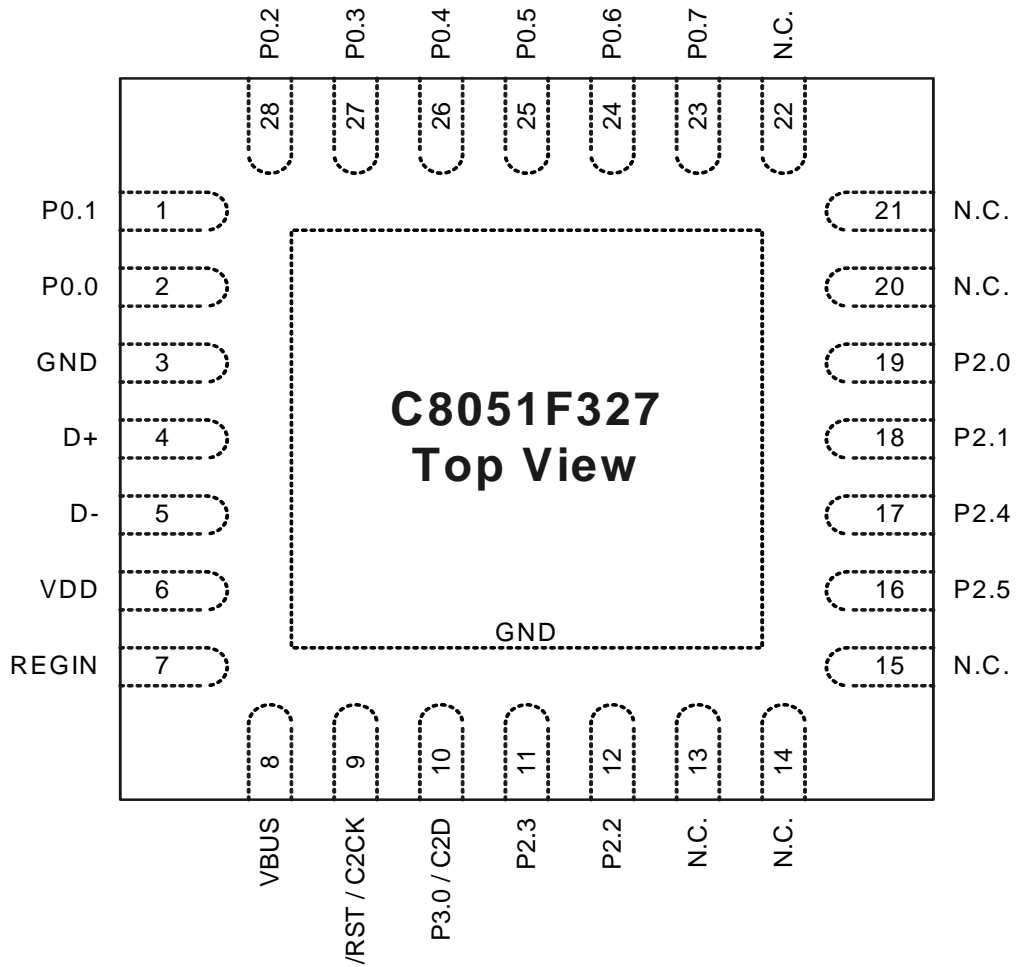 P0.2
P0.3
P0.4
P0.5
P0.6
P0.7
N.C.
28
27
26
25
24
23
22
P0.1 1
P0.0 2
GND 3
D+ 4
D- 5
VDD 6
REGIN 7
C8051F327
Top View
GND
21 N.C.
20 N.C.
19 P2.0
18 P2.1
17 P2.4
16 P2.5
15 N.C.
8
9
10
11
12
13
14
VBUS
/RST / C2CK
P3.0 / C2D
P2.3
P2.2
N.C.
N.C.